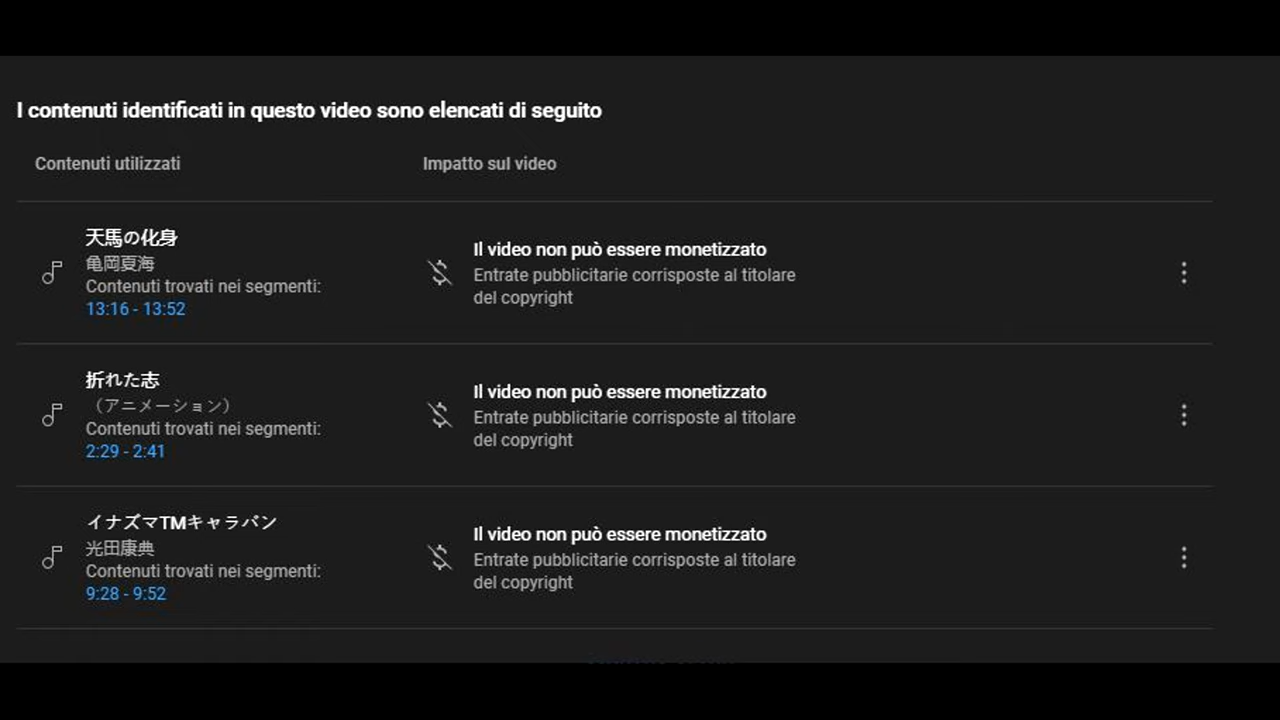 I contenuti identificati in questo video sono elencati di seguito
Contenuti utilizzati
Impatto sul video
天馬の化身
亀岡夏海
Contenuti trovati nei segmenti:
13:16 - 13:52
Il video non può essere monetizzato
Entrate pubblicitarie corrisposte al titolare
del copyright
折れた志
（アニメーション）
Contenuti trovati nei segmenti:
2:29 - 2:41
Il video non può essere monetizzato
Entrate pubblicitarie corrisposte al titolare
del copyright
イナズマTMキャラバン
光田康典
Contenuti trovati nei segmenti:
9:28 - 9:52
Il video non può essere monetizzato
Entrate pubblicitarie corrisposte al titolare
del copyright